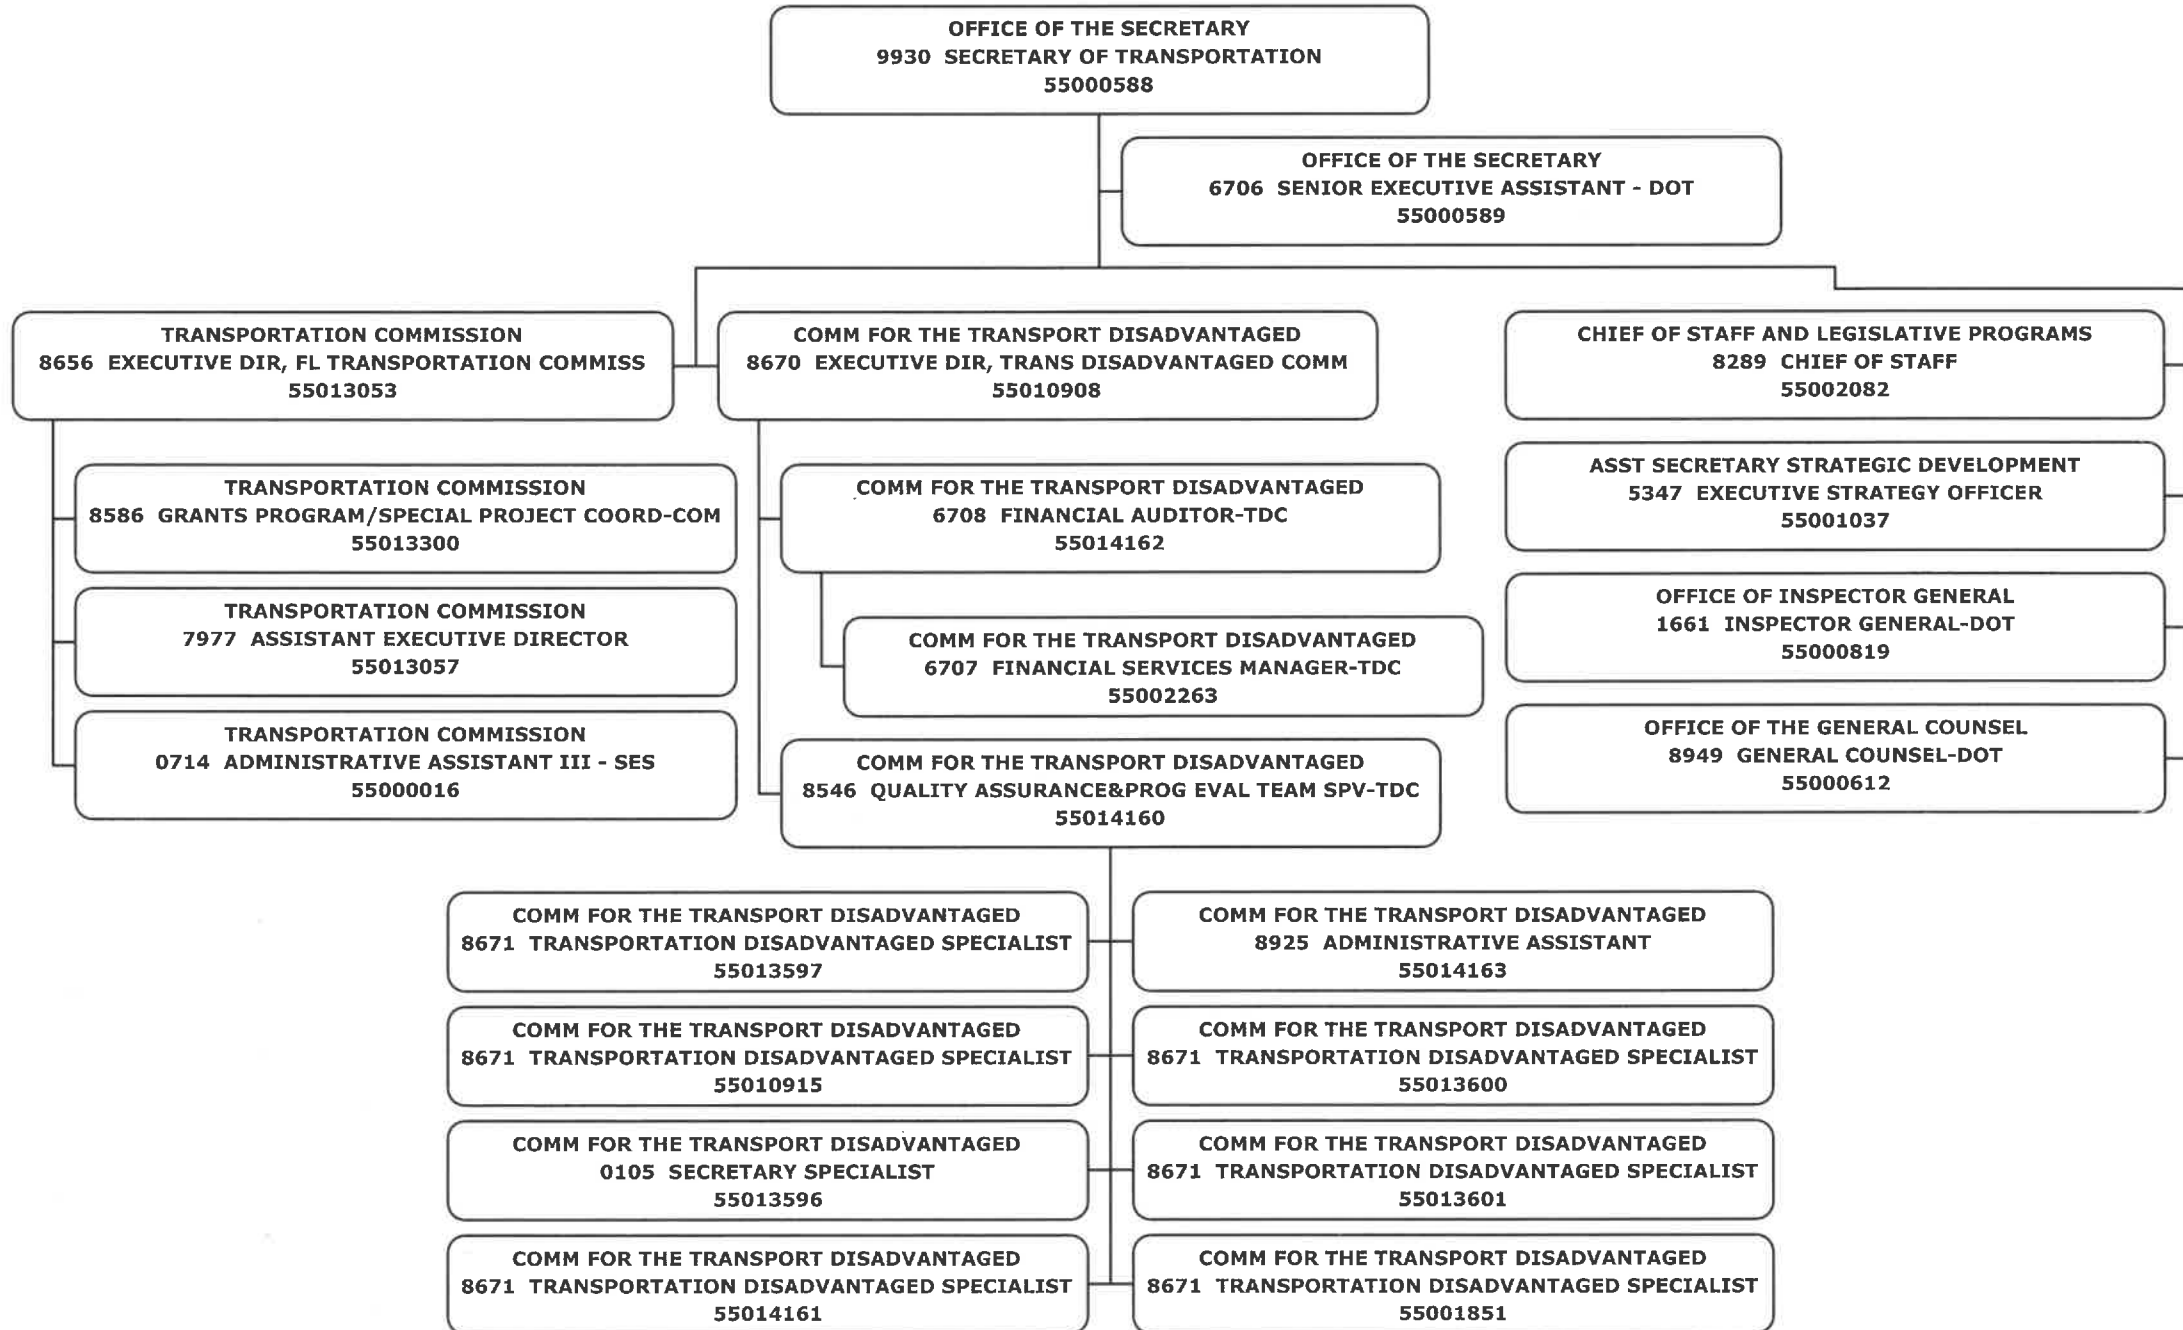 OFFICE OF THE SECRETARY
9930 SECRETARY OF TRANSPORTATION
55000588
OFFICE OF THE SECRETARY
6706 SENIOR EXECUTIVE ASSISTANT - DOT
55000589
TRANSPORTATION COMMISSION
8656 EXECUTIVE DIR, FL TRANSPORTATION COMMISS
55013053
COMM FOR THE TRANSPORT DISADVANTAGED
8670 EXECUTIVE DIR, TRANS DISADVANTAGED COMM
55010908
CHIEF OF STAFF AND LEGISLATIVE PROGRAMS
8289 CHIEF OF STAFF
55002082
TRANSPORTATION COMMISSION
8586 GRANTS PROGRAM/SPECIAL PROJECT COORD-COM
55013300
COMM FOR THE TRANSPORT DISADVANTAGED
6708 FINANCIAL AUDITOR-TDC
55014162
ASST SECRETARY STRATEGIC DEVELOPMENT
5347 EXECUTIVE STRATEGY OFFICER
55001037
TRANSPORTATION COMMISSION
7977 ASSISTANT EXECUTIVE DIRECTOR
55013057
COMM FOR THE TRANSPORT DISADVANTAGED
6707 FINANCIAL SERVICES MANAGER-TDC
55002263
OFFICE OF INSPECTOR GENERAL
1661 INSPECTOR GENERAL-DOT
55000819
TRANSPORTATION COMMISSION
0714 ADMINISTRATIVE ASSISTANT III - SES
55000016
COMM FOR THE TRANSPORT DISADVANTAGED
8546 QUALITY ASSURANCE&PROG EVAL TEAM SPV-TDC
55014160
OFFICE OF THE GENERAL COUNSEL
8949 GENERAL COUNSEL-DOT
55000612
COMM FOR THE TRANSPORT DISADVANTAGED
8671 TRANSPORTATION DISADVANTAGED SPECIALIST
55013597
COMM FOR THE TRANSPORT DISADVANTAGED
8925 ADMINISTRATIVE ASSISTANT
55014163
COMM FOR THE TRANSPORT DISADVANTAGED
8671 TRANSPORTATION DISADVANTAGED SPECIALIST
55010915
COMM FOR THE TRANSPORT DISADVANTAGED
8671 TRANSPORTATION DISADVANTAGED SPECIALIST
55013600
COMM FOR THE TRANSPORT DISADVANTAGED
0105 SECRETARY SPECIALIST
55013596
COMM FOR THE TRANSPORT DISADVANTAGED
8671 TRANSPORTATION DISADVANTAGED SPECIALIST
55013601
COMM FOR THE TRANSPORT DISADVANTAGED
8671 TRANSPORTATION DISADVANTAGED SPECIALIST
55014161
COMM FOR THE TRANSPORT DISADVANTAGED
8671 TRANSPORTATION DISADVANTAGED SPECIALIST
55001851